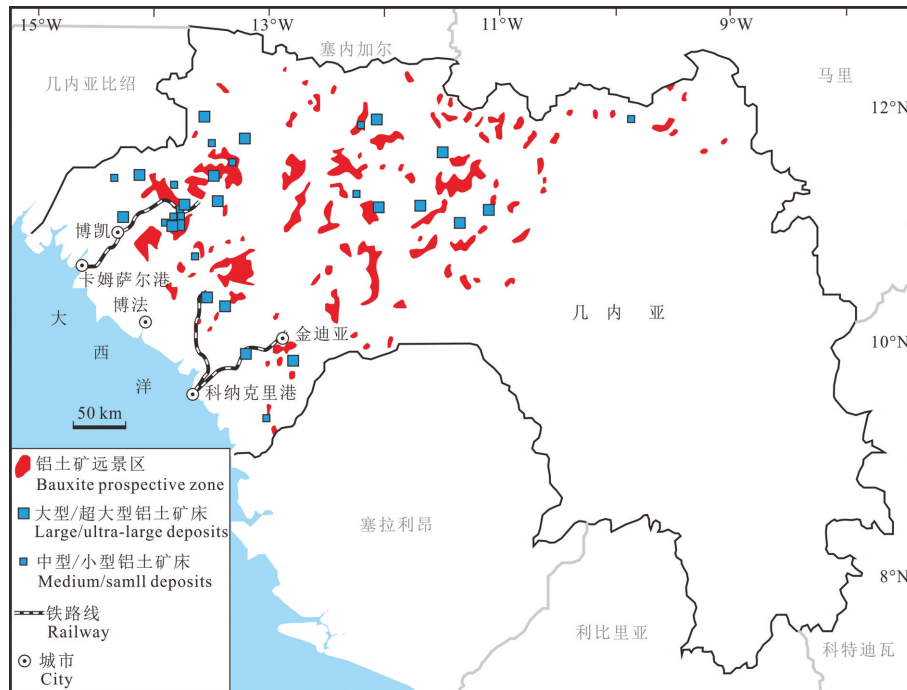 15°W
13°W
11°W
9°W
塞内加尔
马里
几内亚比绍
12°N
博凯
卡姆萨尔港
博法
大
西
洋
金迪亚
几 内 亚
10°N
科纳克里港
50 km
铝土矿远景区
Bauxite prospective zone
大型/超大型铝土矿床
Large/ultra-large deposits
中型/小型铝土矿床
Medium/samll deposits
铁路线
Railway
城市
City
塞拉利昂
8°N
利比里亚
科特迪瓦